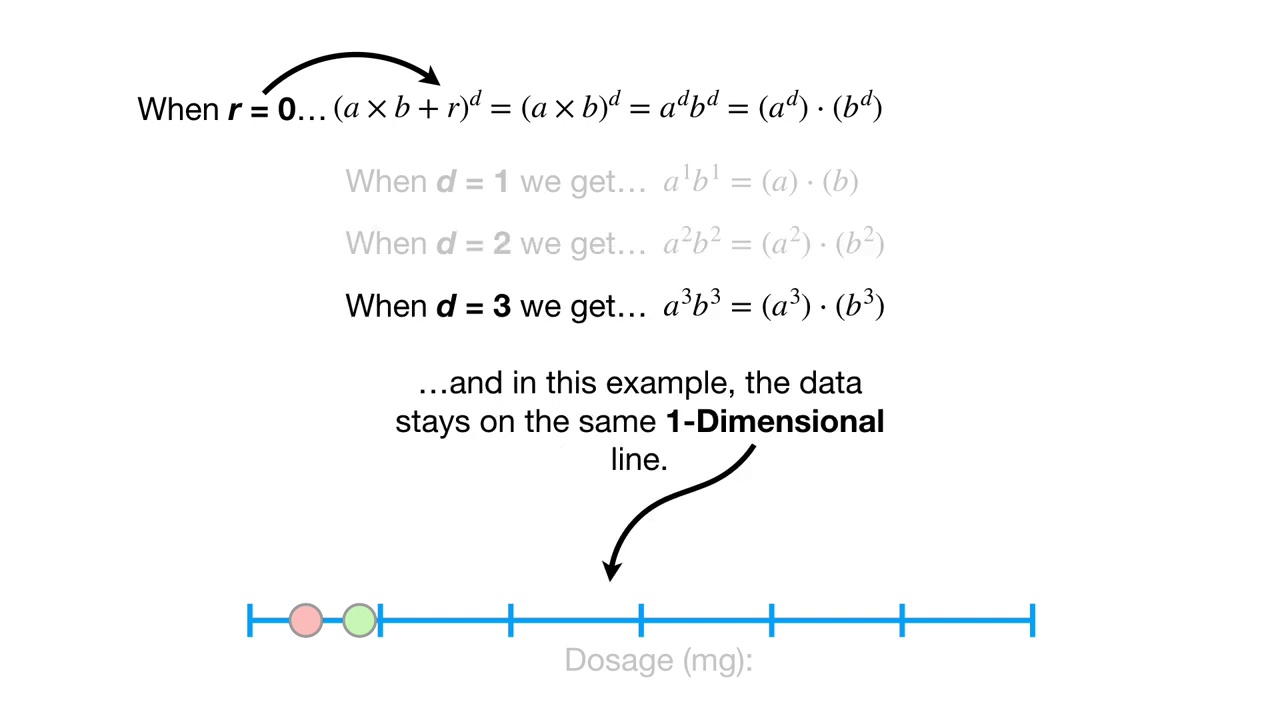 When r = 0… (a × b + r)^d = (a × b)^d = a^d b^d = (a^d) · (b^d)
When d = 1 we get… a^1 b^1 = (a) · (b)
When d = 2 we get… a^2 b^2 = (a^2) · (b^2)
When d = 3 we get… a^3 b^3 = (a^3) · (b^3)
…and in this example, the data
stays on the same 1-Dimensional
line.
Dosage (mg):